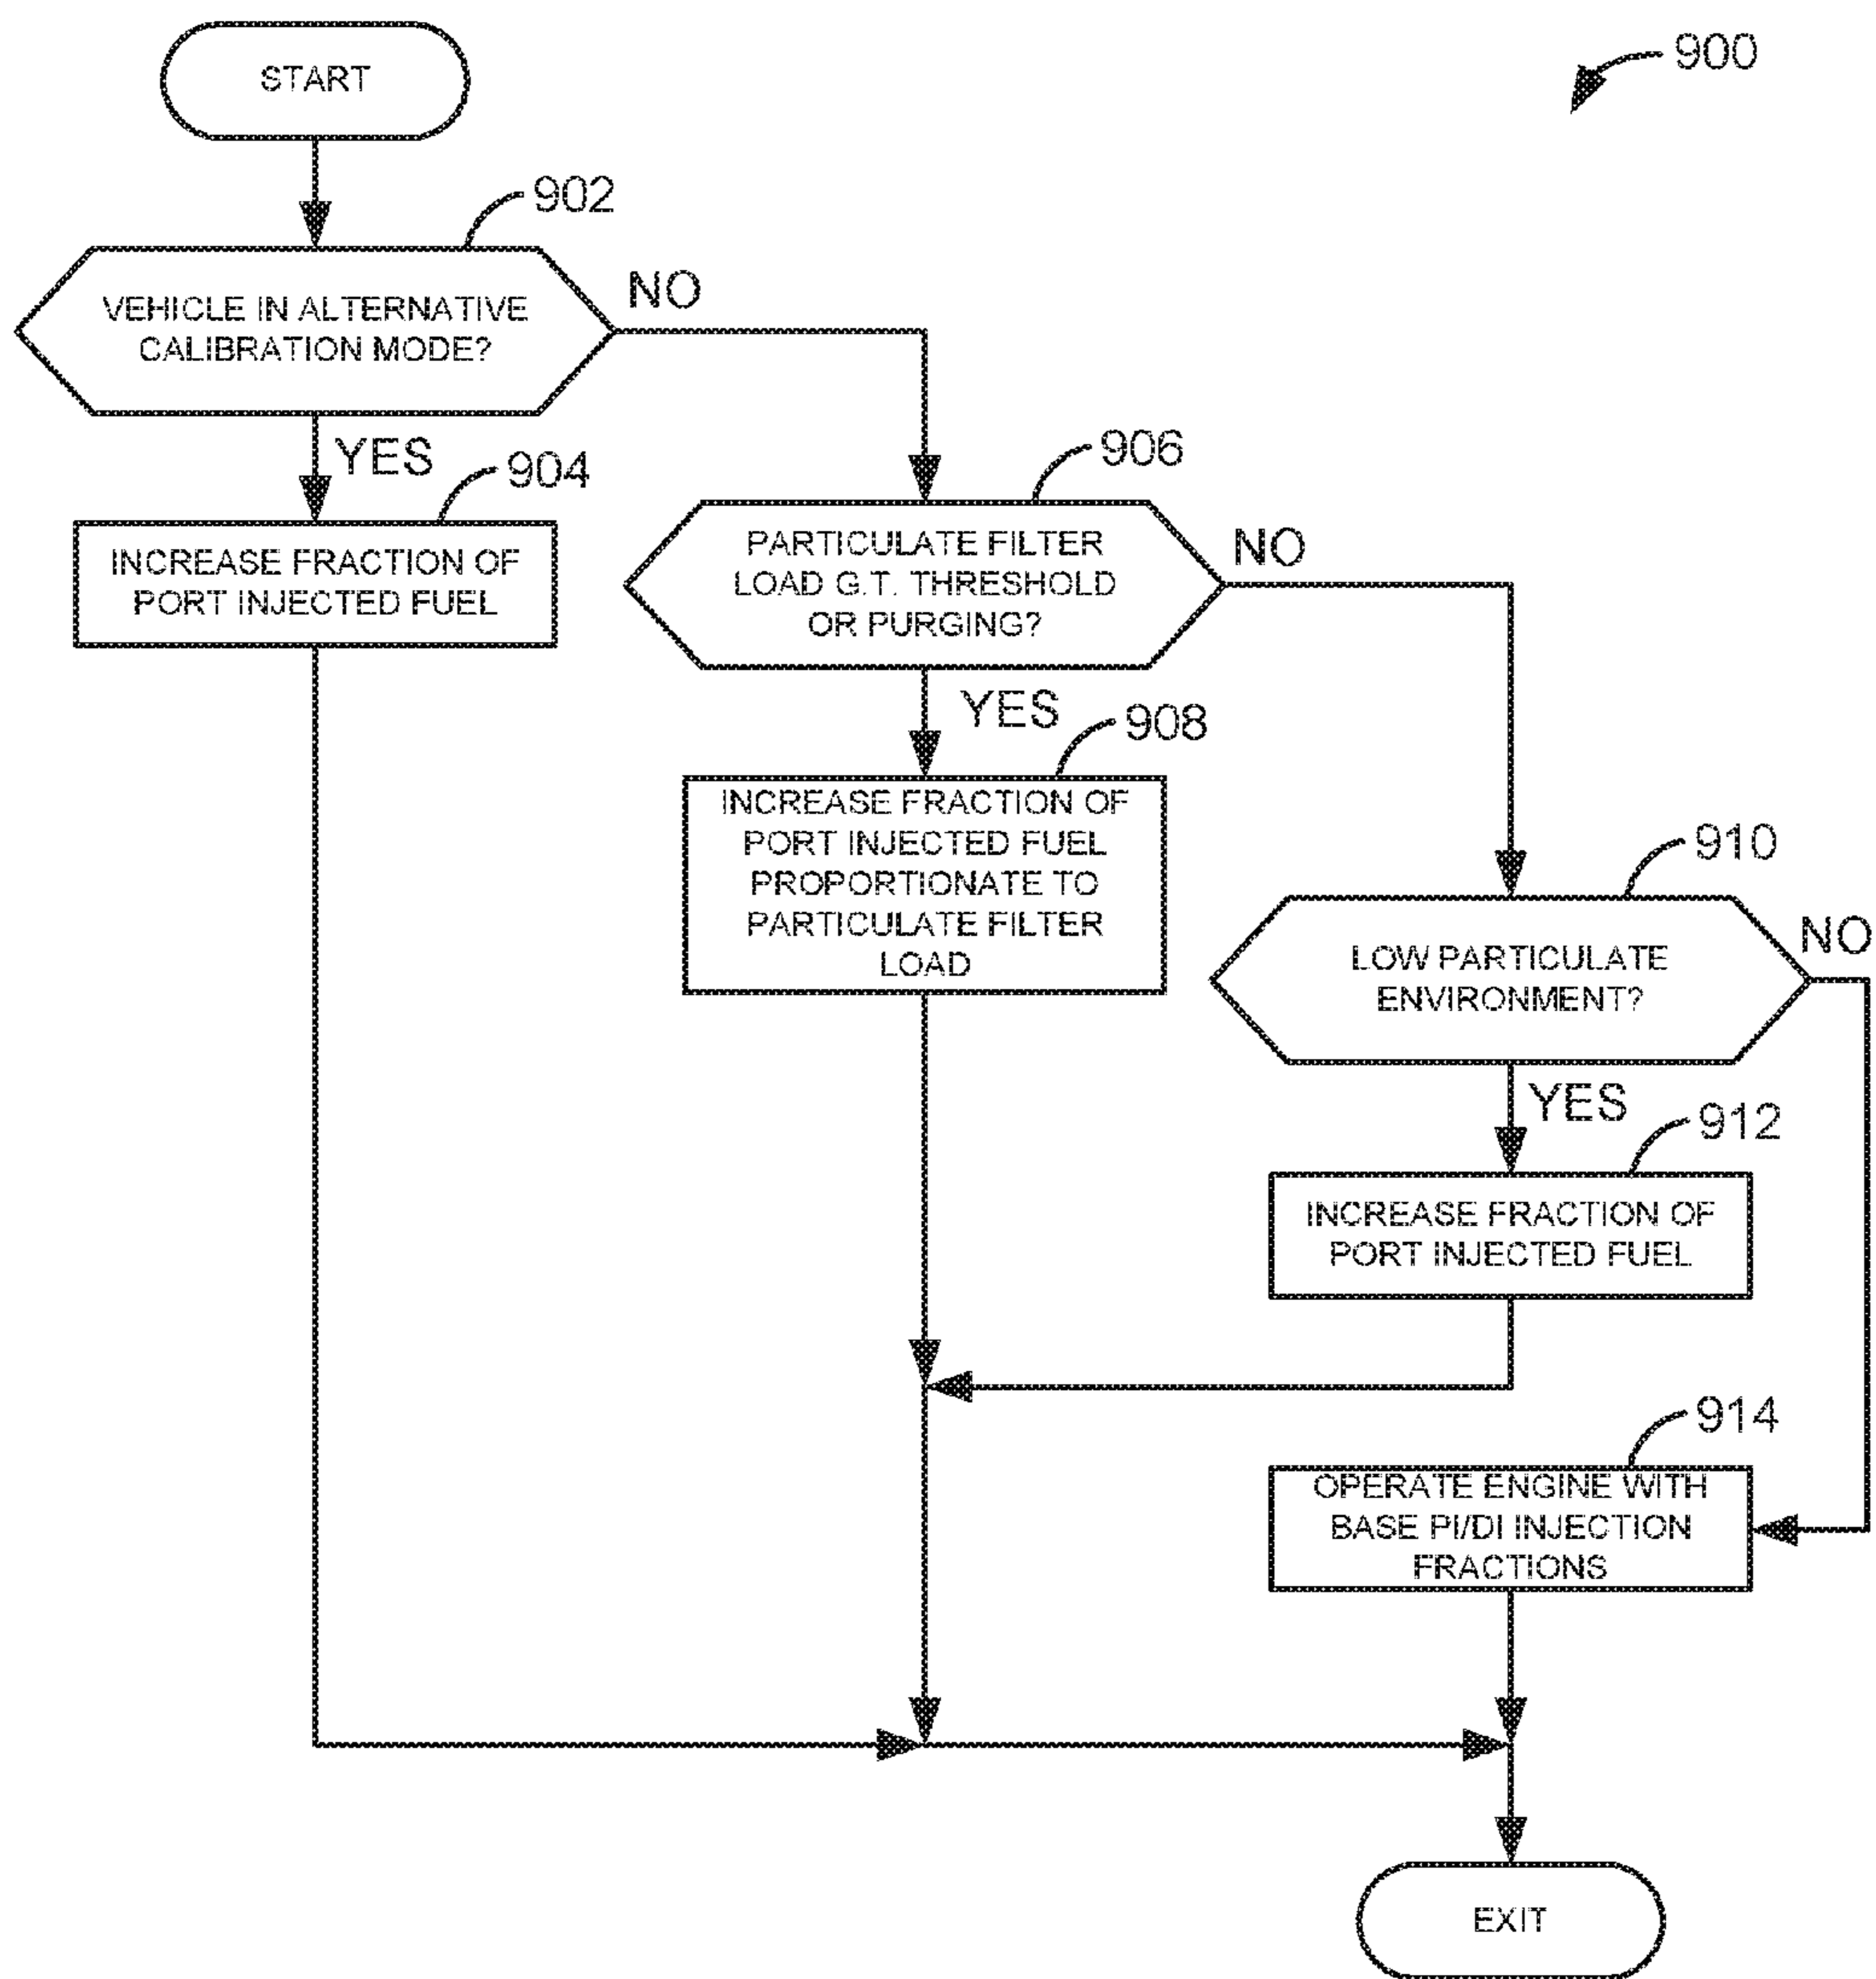 900
START
902
VEHICLE IN ALTERNATIVE
CALIBRATION MODE?
NO
YES
904
INCREASE FRACTION OF
PORT INJECTED FUEL
906
PARTICULATE FILTER
LOAD G.T. THRESHOLD
OR PURGING?
NO
YES
908
INCREASE FRACTION OF
PORT INJECTED FUEL
PROPORTIONATE TO
PARTICULATE FILTER
LOAD
910
LOW PARTICULATE
ENVIRONMENT?
NO
YES
912
INCREASE FRACTION OF
PORT INJECTED FUEL
914
OPERATE ENGINE WITH
BASE PI/DI INJECTION
FRACTIONS
EXIT